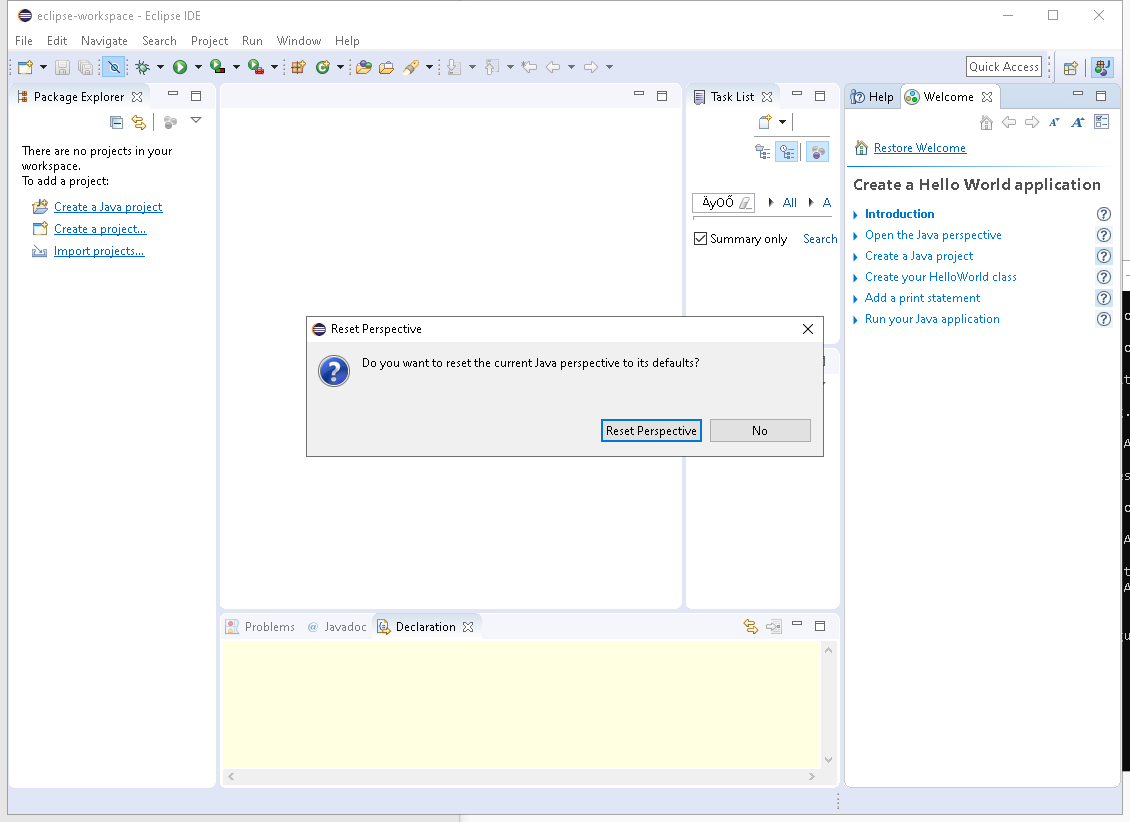 eclipse-workspace - Eclipse IDE
File Edit Navigate Search Project Run Window Help
Quick Access
Package Explorer
There are no projects in your
workspace.
To add a project:
Create a Java project
Create a project...
Import projects...
Task List
ÄyOŐ
All
A
Summary only
Search
Help
Welcome
Restore Welcome
Create a Hello World application
Introduction
Open the Java perspective
Create a Java project
Create your HelloWorld class
Add a print statement
Run your Java application
Reset Perspective
Do you want to reset the current Java perspective to its defaults?
Reset Perspective
No
Problems
@ Javadoc
Declaration